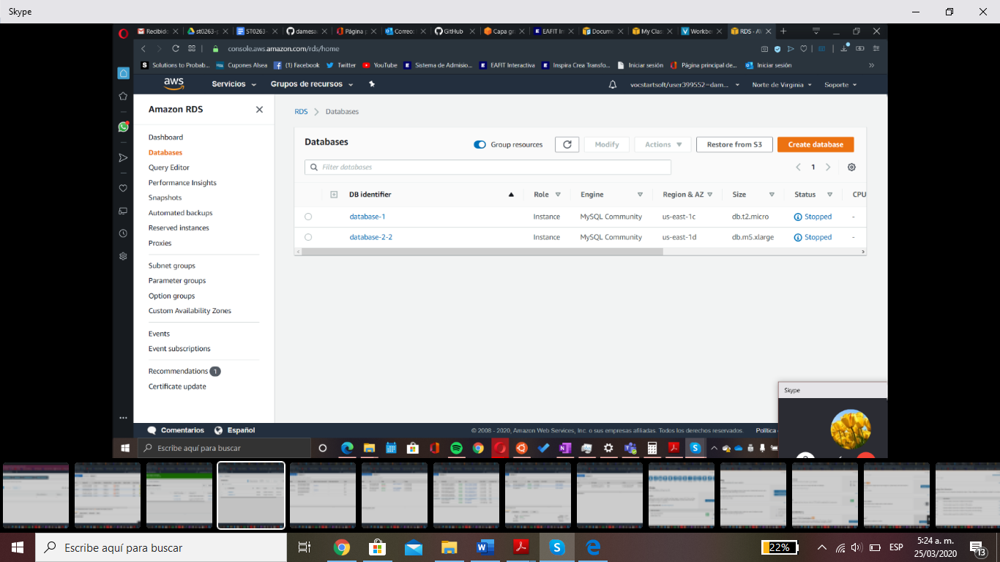 Skype
Recibido
st0263-p
ST0263-
damesa
Página p
Correo:
GitHub
Capa gr
EAFIT In
Docume
My Clas
Workbe
RDS - A
console.aws.amazon.com/rds/home
Solutions to Probab...
Cupones Alsea
(1) Facebook
Twitter
YouTube
Sistema de Admisio...
EAFIT Interactiva
Inspira Crea Transfo...
Iniciar sesión
Página principal de...
Iniciar sesión
aws
Servicios
Grupos de recursos
vocstartsoft/user399552=dam...
Norte de Virginia
Soporte
Amazon RDS
Dashboard
Databases
Query Editor
Performance Insights
Snapshots
Automated backups
Reserved instances
Proxies
Subnet groups
Parameter groups
Option groups
Custom Availability Zones
Events
Event subscriptions
Recommendations 1
Certificate update
RDS > Databases
Databases
Group resources
Modify
Actions
Restore from S3
Create database
Filter databases
1
DB identifier Role Engine Region & AZ Size Status CPU
database-1 Instance MySQL Community us-east-1c db.t2.micro Stopped -
database-2-2 Instance MySQL Community us-east-1d db.m5.xlarge Stopped -
Skype
Comentarios
Español
© 2008 - 2020, Amazon Web Services, Inc. o sus empresas afiliadas. Todos los derechos reservados.
Política
Escribe aquí para buscar
Escribe aquí para buscar
22%
ESP
5:24 a. m.
25/03/2020
13